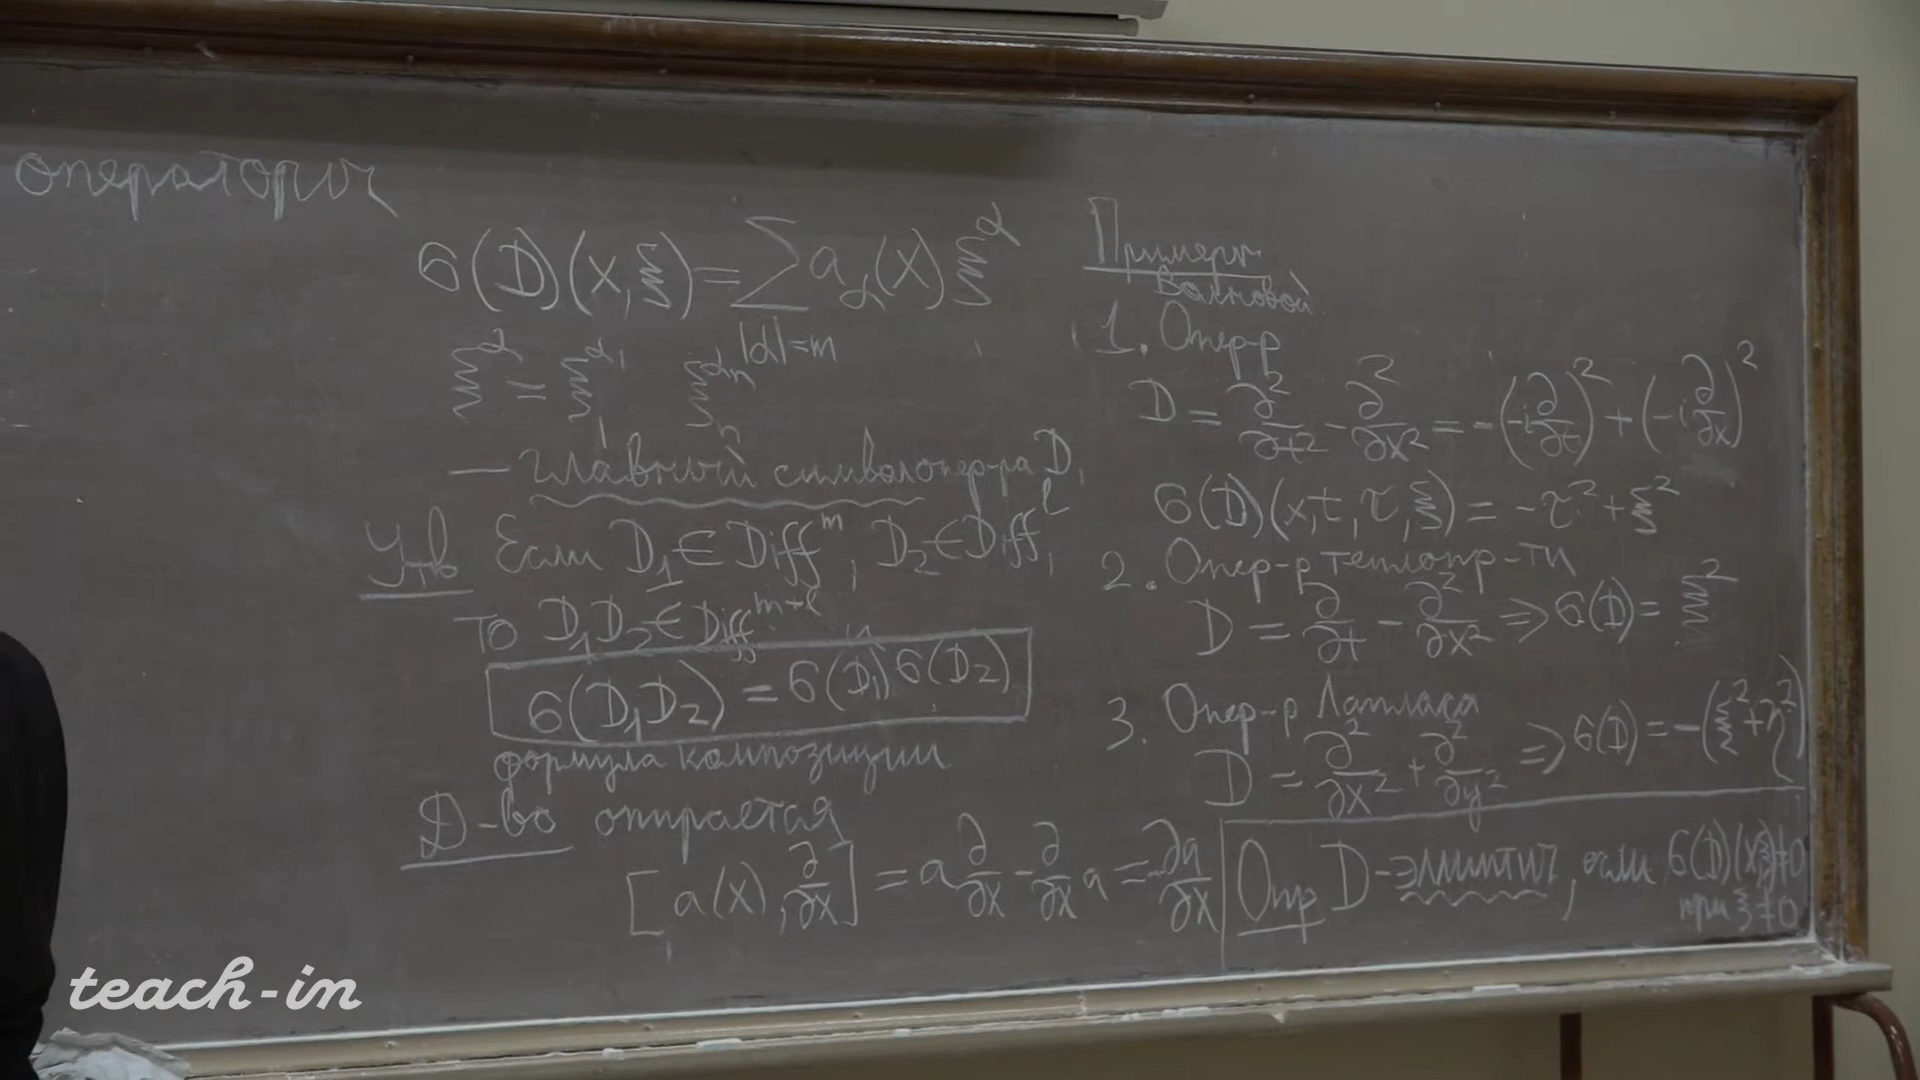 операторы
σ(D)(x,ξ)=∑a_α(x)ξ^α
|α|=m
ξ^α = ξ_1^{α_1} ξ_n^{α_n}
— главный символ опер-ра D
Утв Если D_1∈Diff^m, D_2∈Diff^l,
то D_1D_2∈Diff^{m+l}, и
σ(D_1D_2)=σ(D_1)σ(D_2)
формула композиции
Д-во опирается
[a(x), ∂/∂x] = a ∂/∂x - ∂/∂x a = -∂a/∂x
Примеры
Волновой
1. Опер-р
D = ∂²/∂t² - ∂²/∂x² = -(-i ∂/∂t)² + (-i ∂/∂x)²
σ(D)(x,t,τ,ξ) = -τ²+ξ²
2. Опер-р теплопр-ти
D = ∂/∂t - ∂²/∂x² ⇒ σ(D) = ξ²
3. Опер-р Лапласа
D = ∂²/∂x² + ∂²/∂y² ⇒ σ(D) = -(ξ²+η²)
Опр D-эллиптич, если σ(D)(x,ξ)≠0
при ξ≠0
teach-in